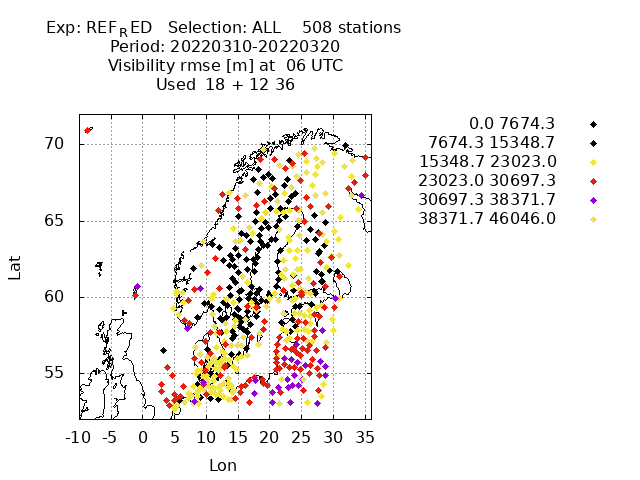 Exp: REF_RED Selection: ALL 508 stations
Period: 20220310-20220320
Visibility rmse [m] at 06 UTC
Used 18 + 12 36
0.0 7674.3
7674.3 15348.7
15348.7 23023.0
23023.0 30697.3
30697.3 38371.7
38371.7 46046.0
70
65
60
55
Lat
-10 -5 0 5 10 15 20 25 30 35
Lon